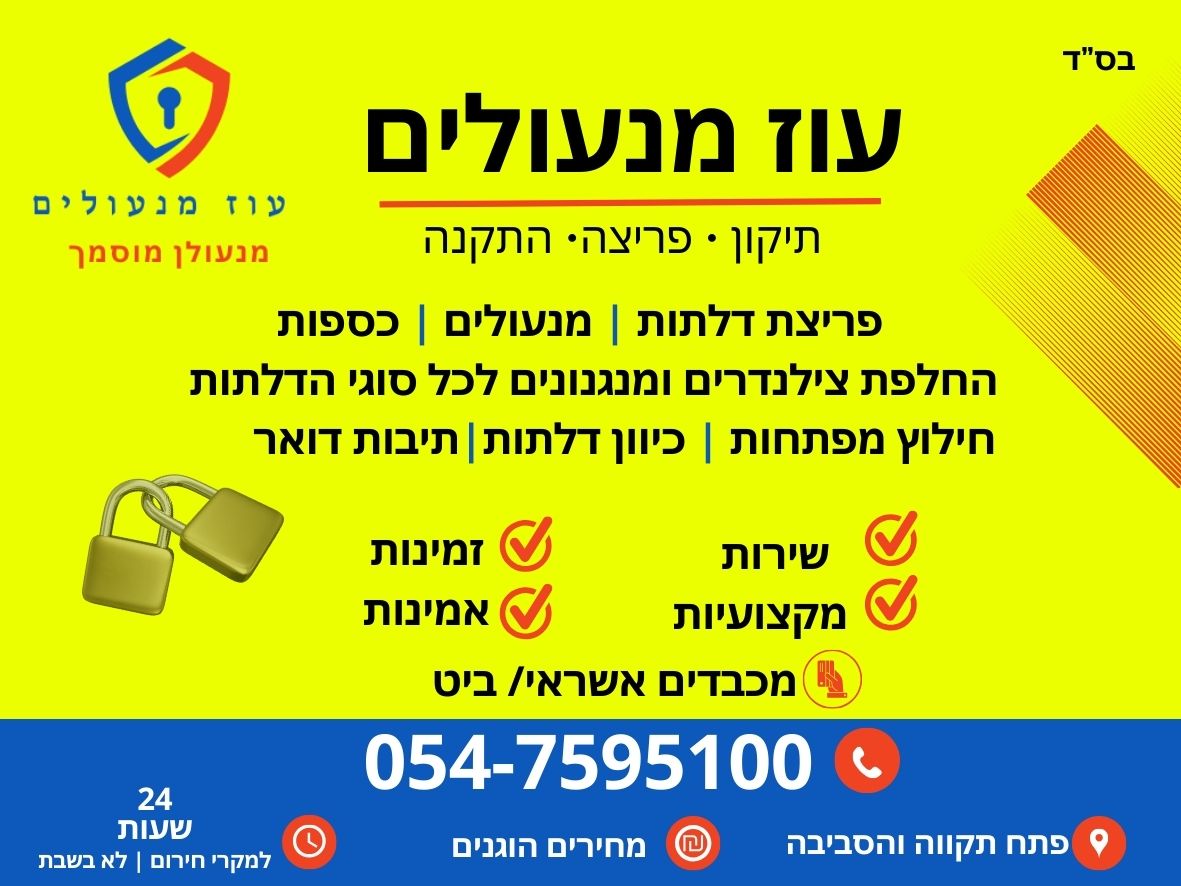 בס"ד
עוז מנעולים
עוז מנעולים
מנעולן מוסמך
תיקון • פריצה• התקנה
פריצת דלתות | מנעולים | כספות
החלפת צילנדרים ומנגנונים לכל סוגי הדלתות
חילוץ מפתחות | כיוון דלתות|תיבות דואר
שירות
זמינות
מקצועיות
אמינות
מכבדים אשראי/ ביט
054-7595100
פתח תקווה והסביבה
מחירים הוגנים
24
שעות
למקרי חירום | לא בשבת